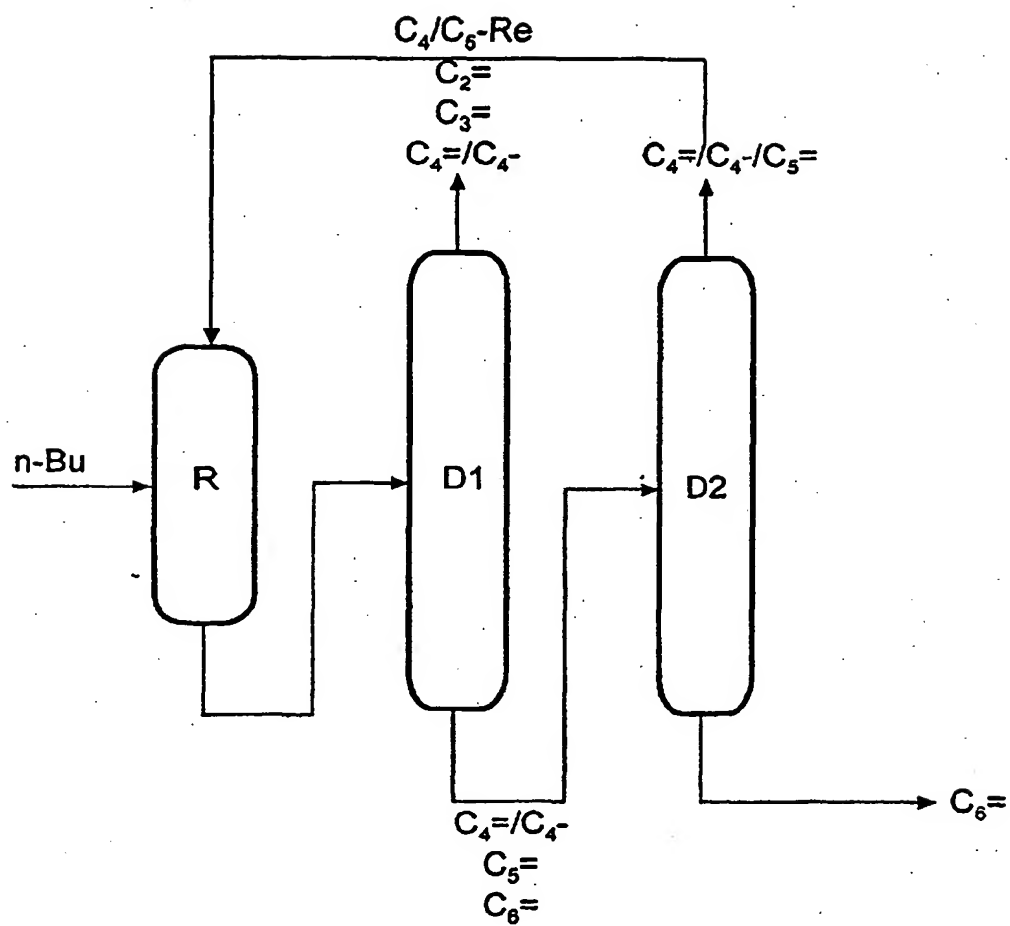 C₄/C₅-Re
C₂=
C₃=
C₄=/C₄-
C₄=/C₄-/C₅=
n-Bu
R
D1
D2
C₄=/C₄-
C₅=
C₆=
C₆=